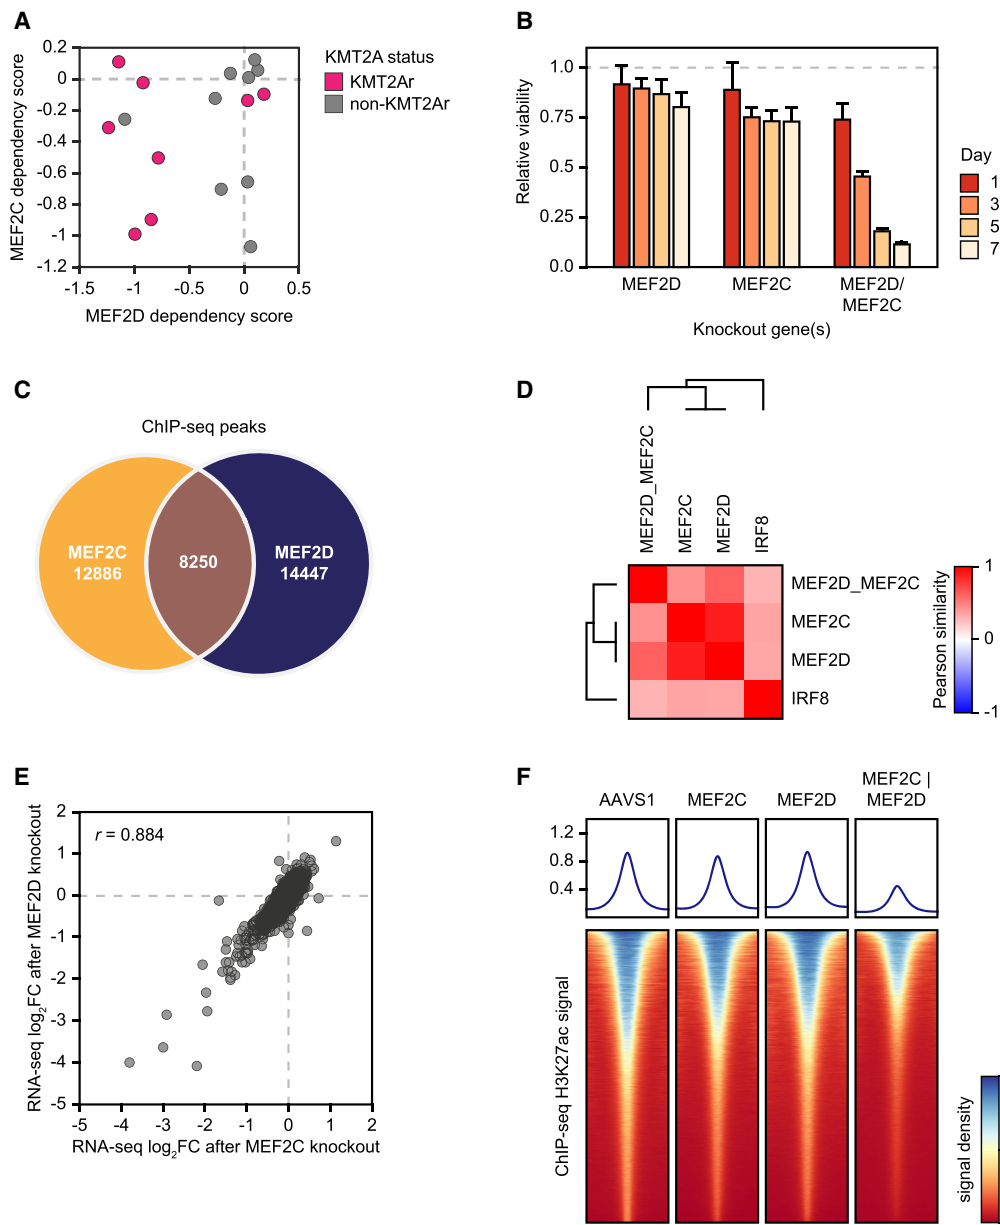 A
KMT2A status
KMT2Ar
non-KMT2Ar
0.2
0
-0.2
-0.4
-0.6
-0.8
-1
-1.2
-1.5
-1
-0.5
0
0.5
MEF2C dependency score
MEF2D dependency score
B
Relative viability
1.0
0.75
0.5
0.25
0.0
MEF2D
MEF2C
MEF2D/
MEF2C
Knockout gene(s)
Day
1
3
5
7
C
ChIP-seq peaks
MEF2C
12886
8250
MEF2D
14447
D
MEF2D_MEF2C
MEF2C
MEF2D
IRF8
MEF2D_MEF2C
MEF2C
MEF2D
IRF8
Pearson similarity
1
0
-1
E
r = 0.884
RNA-seq log2FC after MEF2D knockout
2
1
0
-1
-2
-3
-4
-5
-5
-4
-3
-2
-1
0
1
2
RNA-seq log2FC after MEF2C knockout
F
AAVS1
MEF2C
MEF2D
MEF2C |
MEF2D
1.2
0.8
0.4
ChIP-seq H3K27ac signal
signal density